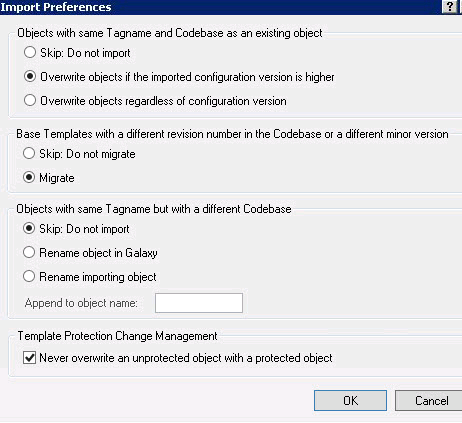 Import Preferences ?
Objects with same Tagname and Codebase as an existing object
Skip: Do not import
Overwrite objects if the imported configuration version is higher
Overwrite objects regardless of configuration version
Base Templates with a different revision number in the Codebase or a different minor version
Skip: Do not migrate
Migrate
Objects with same Tagname but with a different Codebase
Skip: Do not import
Rename object in Galaxy
Rename importing object
Append to object name:
Template Protection Change Management
Never overwrite an unprotected object with a protected object
OK Cancel